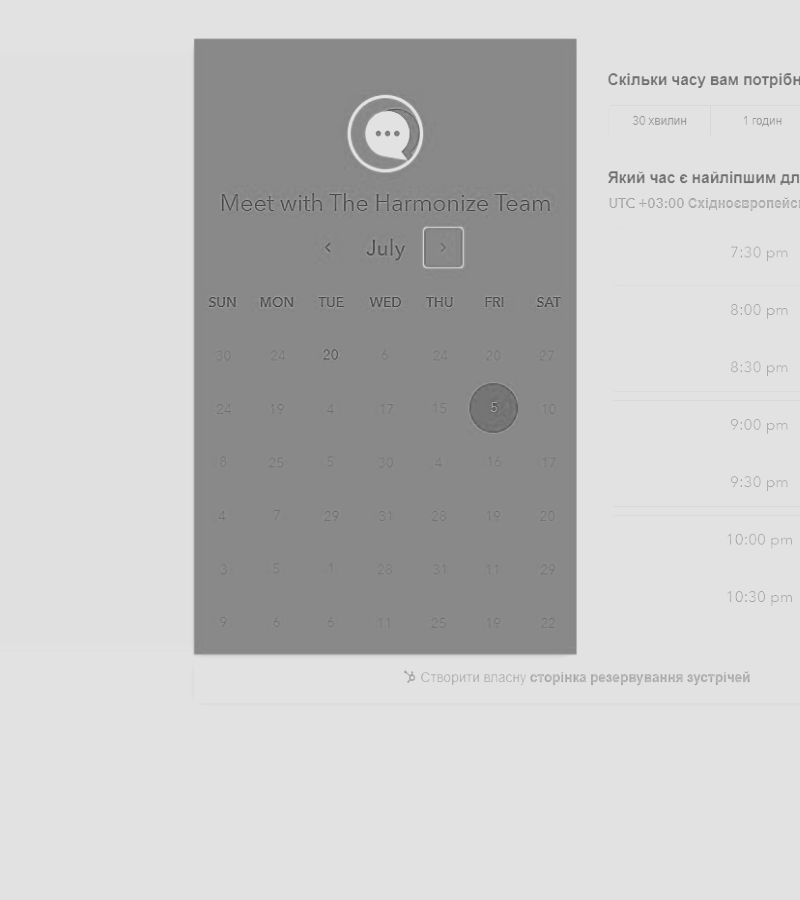 Meet with The Harmonize Team
July
SUN MON TUE WED THU FRI SAT
30 24 20 6 24 20 27
24 19 4 17 15 5 10
8 25 5 30 4 16 17
4 7 29 31 28 19 20
3 5 1 28 31 11 29
9 6 6 11 25 19 22
Скільки часу вам потрібн
30 хвилин 1 годин
Який час є найліпшим дл
UTC +03:00 Східноєвропейсь
7:30 pm
8:00 pm
8:30 pm
9:00 pm
9:30 pm
10:00 pm
10:30 pm
Створити власну сторінка резервування зустрічей